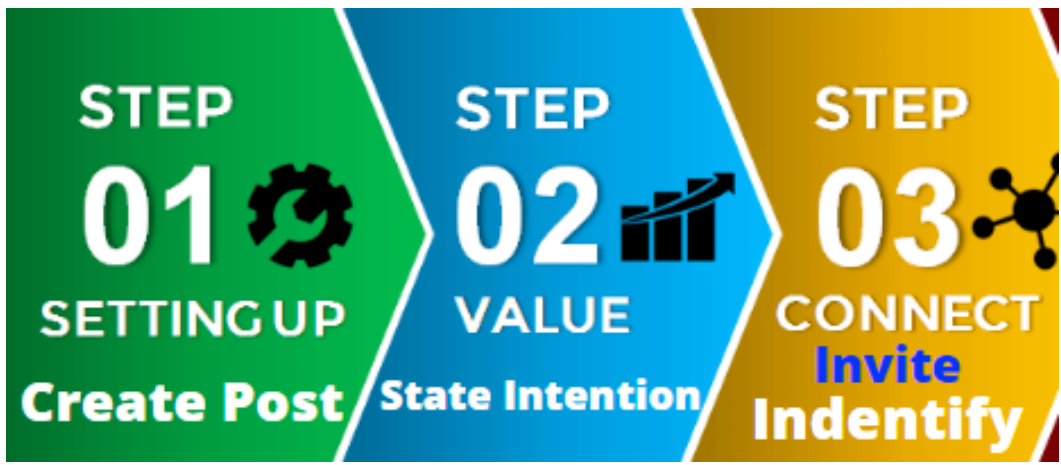 STEP
01
SETTING UP
Create Post
STEP
02
VALUE
State Intention
STEP
03
CONNECT
Invite
Indentify